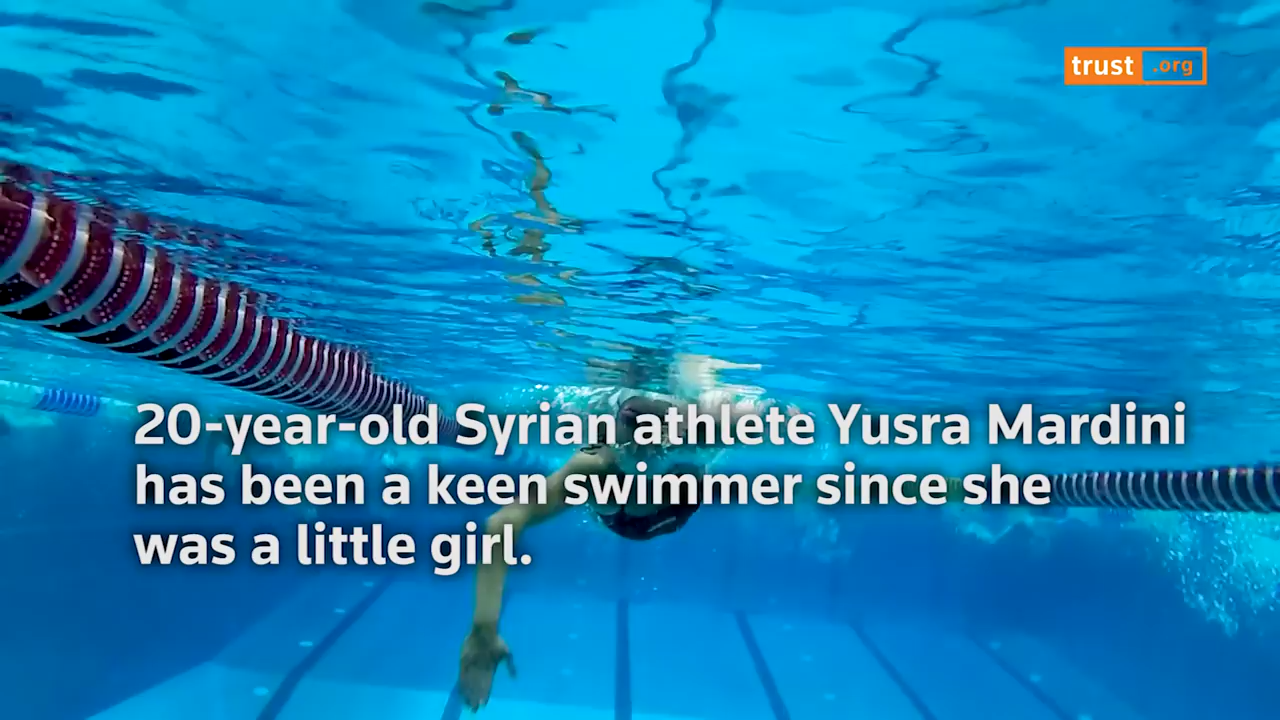 trust .org
20-year-old Syrian athlete Yusra Mardini
has been a keen swimmer since she
was a little girl.